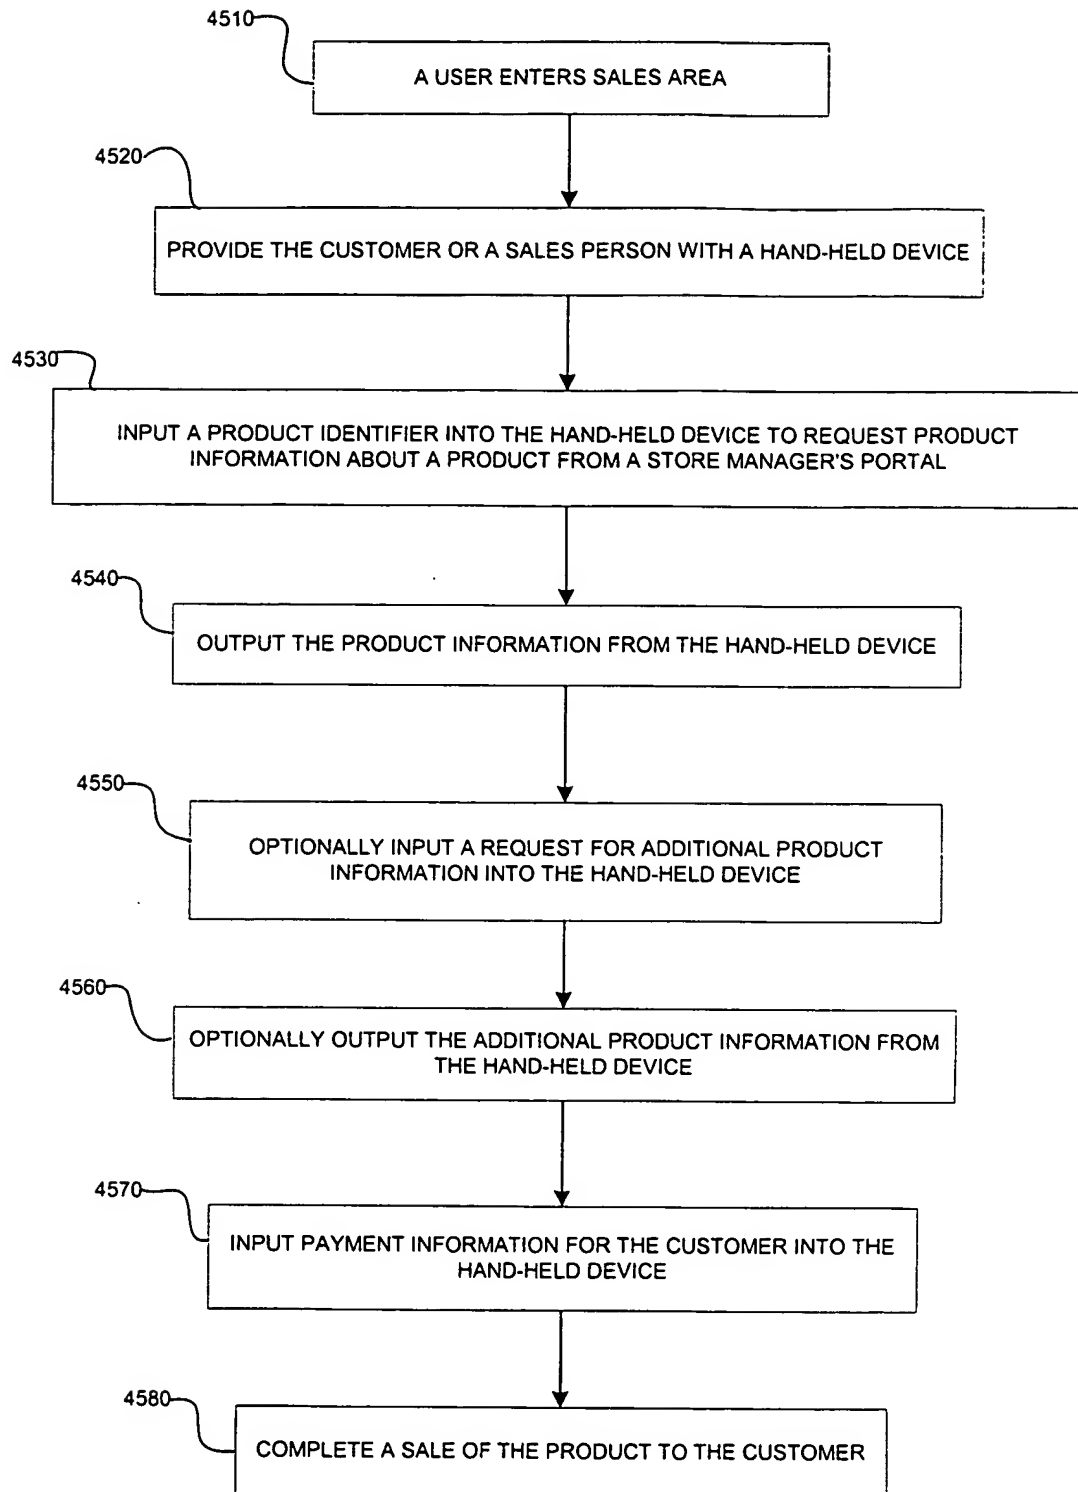 4510
A USER ENTERS SALES AREA
4520
PROVIDE THE CUSTOMER OR A SALES PERSON WITH A HAND-HELD DEVICE
4530
INPUT A PRODUCT IDENTIFIER INTO THE HAND-HELD DEVICE TO REQUEST PRODUCT
INFORMATION ABOUT A PRODUCT FROM A STORE MANAGER'S PORTAL
4540
OUTPUT THE PRODUCT INFORMATION FROM THE HAND-HELD DEVICE
4550
OPTIONALLY INPUT A REQUEST FOR ADDITIONAL PRODUCT
INFORMATION INTO THE HAND-HELD DEVICE
4560
OPTIONALLY OUTPUT THE ADDITIONAL PRODUCT INFORMATION FROM
THE HAND-HELD DEVICE
4570
INPUT PAYMENT INFORMATION FOR THE CUSTOMER INTO THE
HAND-HELD DEVICE
4580
COMPLETE A SALE OF THE PRODUCT TO THE CUSTOMER